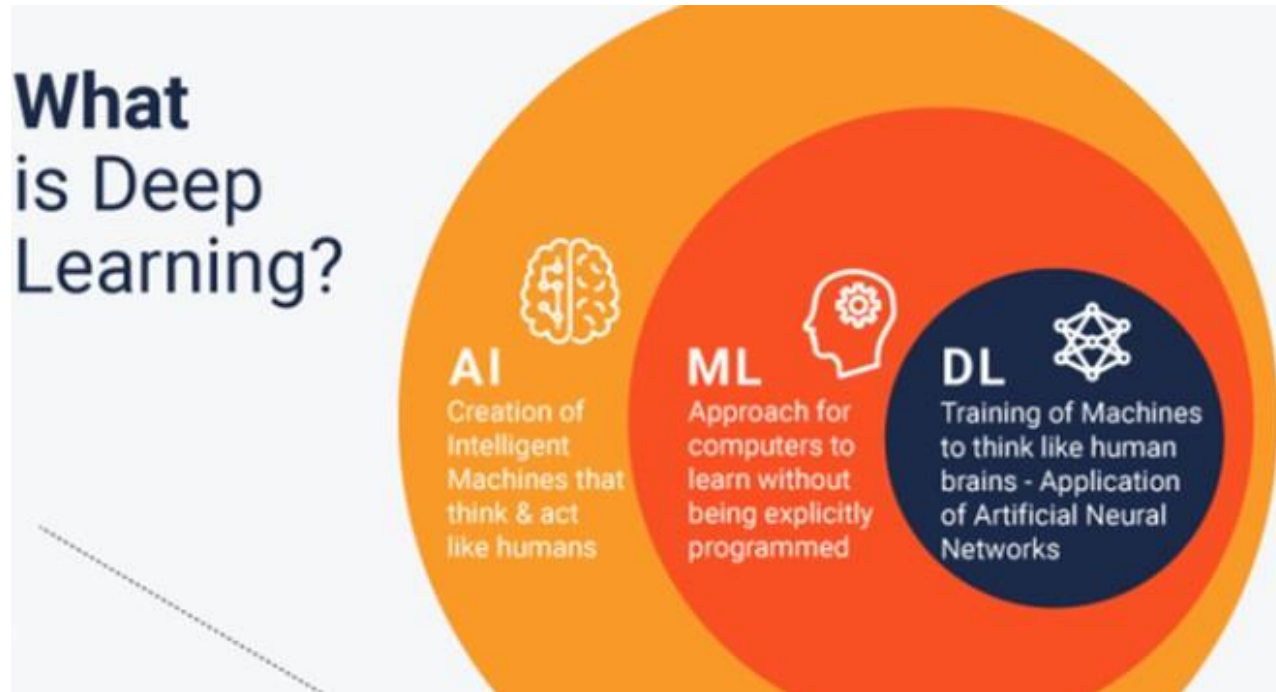 What
is Deep
Learning?
AI
Creation of
Intelligent
Machines that
think & act
like humans
ML
Approach for
computers to
learn without
being explicitly
programmed
DL
Training of Machines
to think like human
brains - Application
of Artificial Neural
Networks